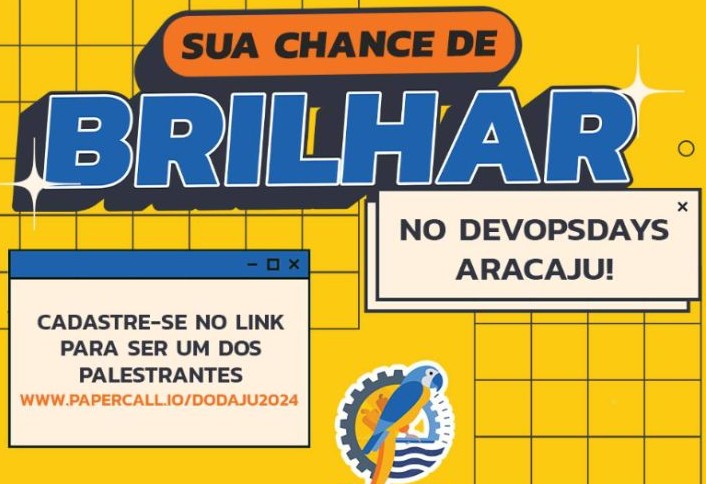 SUA CHANCE DE
BRILHAR
NO DEVOPSDAYS
ARACAJU!
CADASTRE-SE NO LINK
PARA SER UM DOS
PALESTRANTES
WWW.PAPERCALL.IO/DODAJU2024